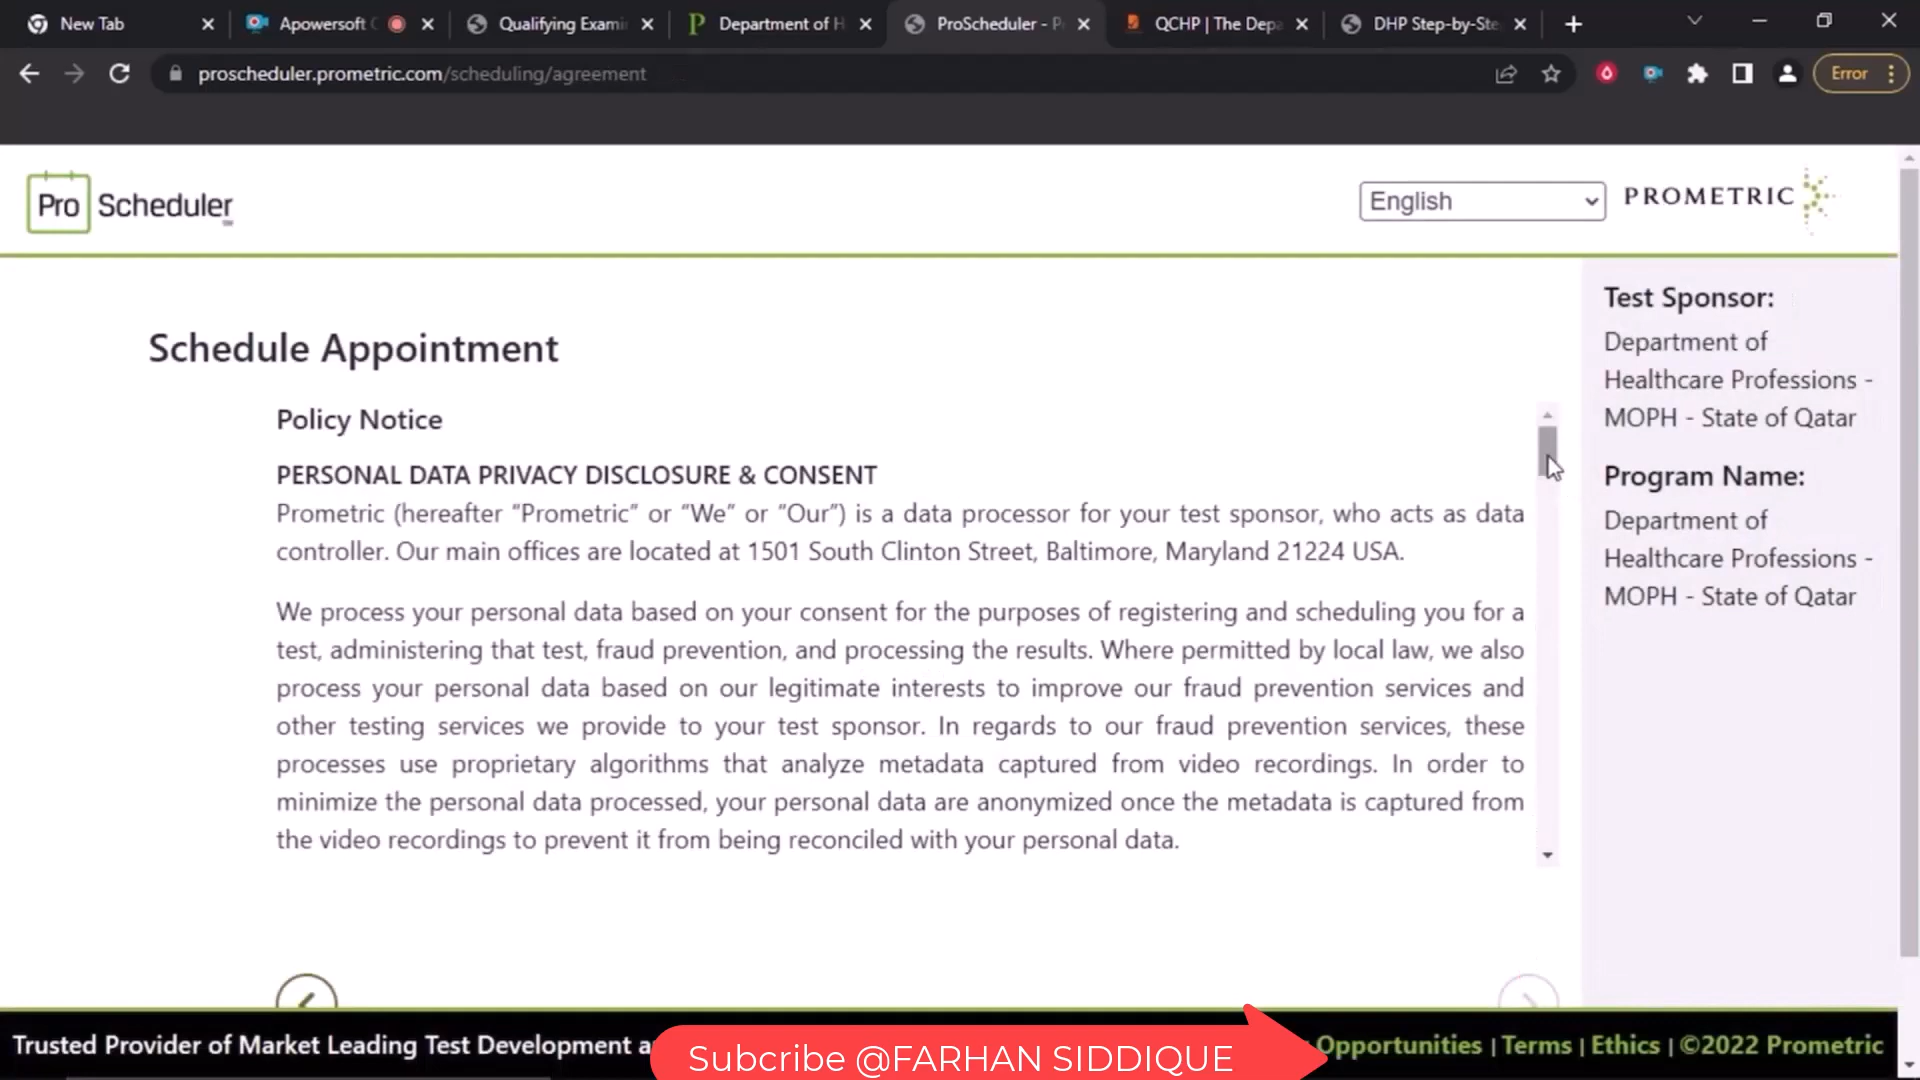 New Tab
Apowersoft
Qualifying Exami
Department of H
ProScheduler - P
QCHP | The Depa
DHP Step-by-Ste
proscheduler.prometric.com/scheduling/agreement
Error
Pro Scheduler
English
PROMETRIC
Schedule Appointment
Policy Notice
PERSONAL DATA PRIVACY DISCLOSURE & CONSENT
Prometric (hereafter “Prometric” or “We” or “Our”) is a data processor for your test sponsor, who acts as data
controller. Our main offices are located at 1501 South Clinton Street, Baltimore, Maryland 21224 USA.
We process your personal data based on your consent for the purposes of registering and scheduling you for a
test, administering that test, fraud prevention, and processing the results. Where permitted by local law, we also
process your personal data based on our legitimate interests to improve our fraud prevention services and
other testing services we provide to your test sponsor. In regards to our fraud prevention services, these
processes use proprietary algorithms that analyze metadata captured from video recordings. In order to
minimize the personal data processed, your personal data are anonymized once the metadata is captured from
the video recordings to prevent it from being reconciled with your personal data.
Test Sponsor:
Department of
Healthcare Professions -
MOPH - State of Qatar
Program Name:
Department of
Healthcare Professions -
MOPH - State of Qatar
Trusted Provider of Market Leading Test Development a
Subcribe @FARHAN SIDDIQUE
Opportunities | Terms | Ethics | ©2022 Prometric